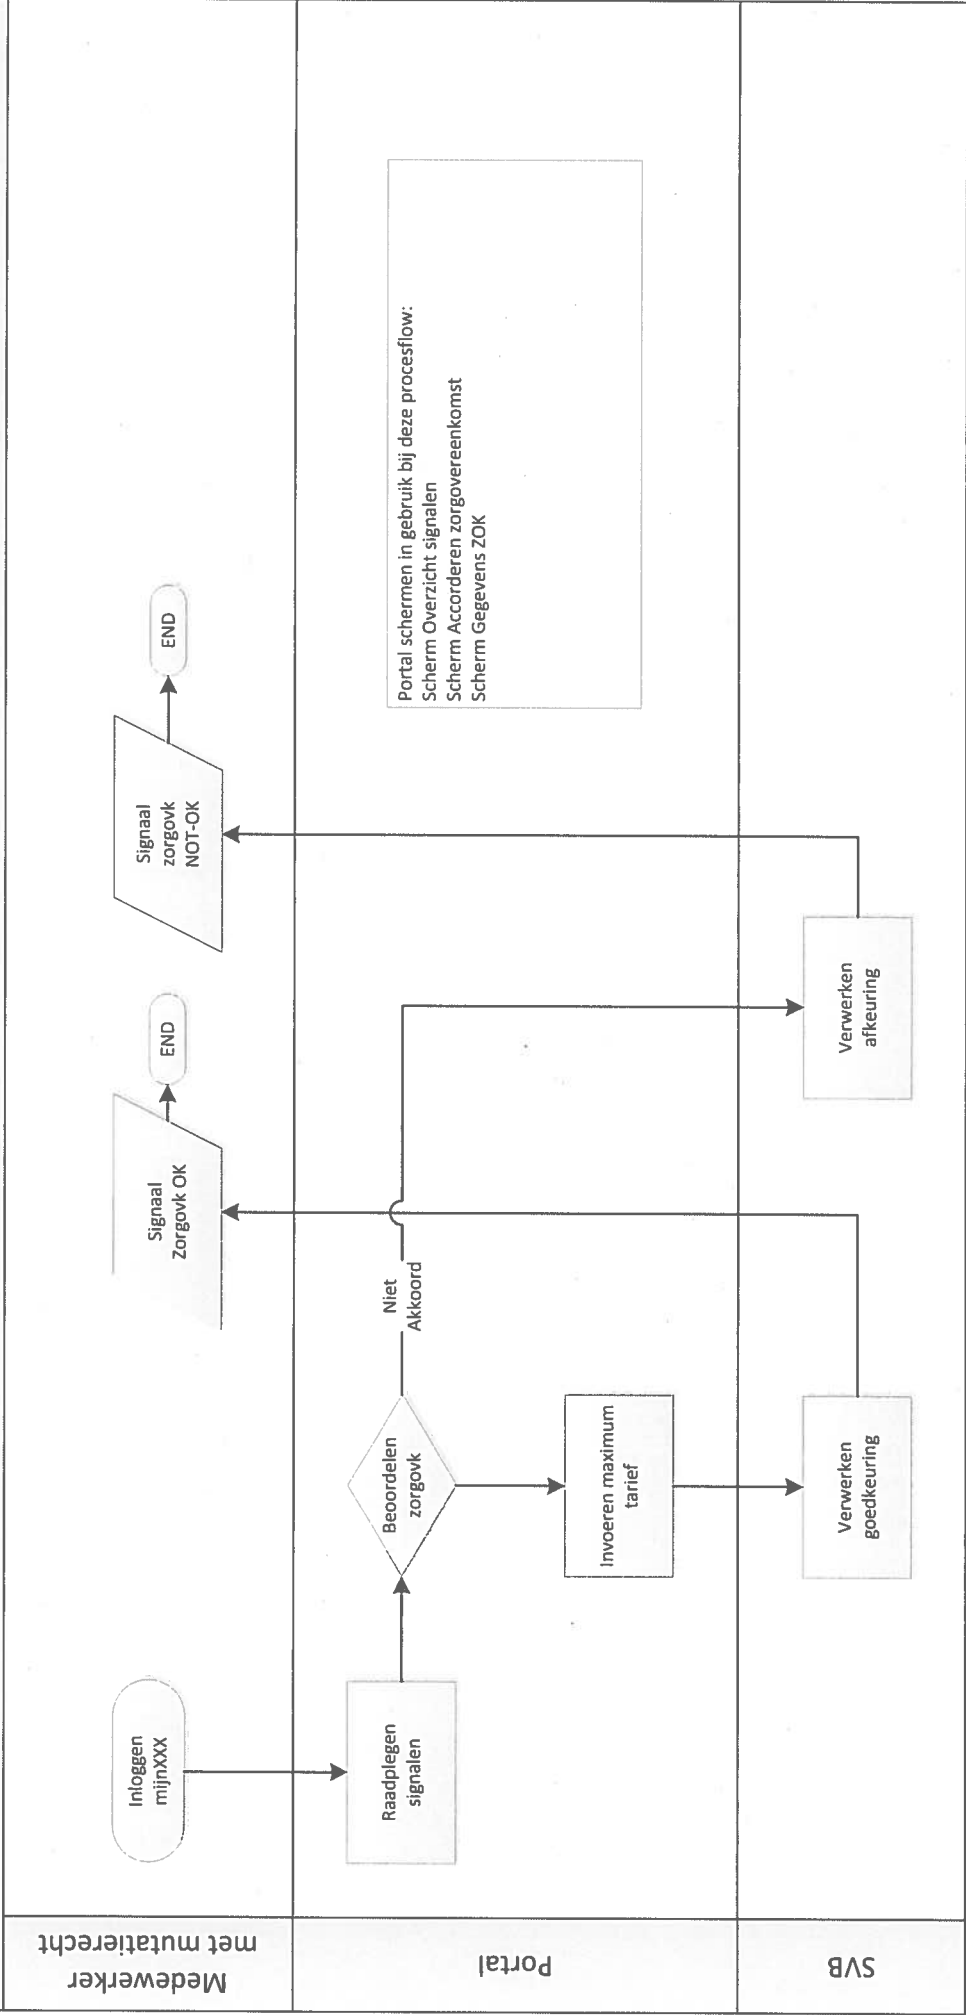 Medewerker
met mutatierecht
Inloggen
mijnXXX
Signaal
Zorgovk OK
END
Signaal
zorgovk
NOT-OK
END
Portal
Raadplegen
signalen
Beoordelen
zorgovk
Niet
Akkoord
Invoeren maximum
tarief
Portal schermen in gebruik bij deze procesflow:
Scherm Overzicht signalen
Scherm Accorderen zorgovereenkomst
Scherm Gegevens ZOK
SVB
Verwerken
goedkeuring
Verwerken
afkeuring